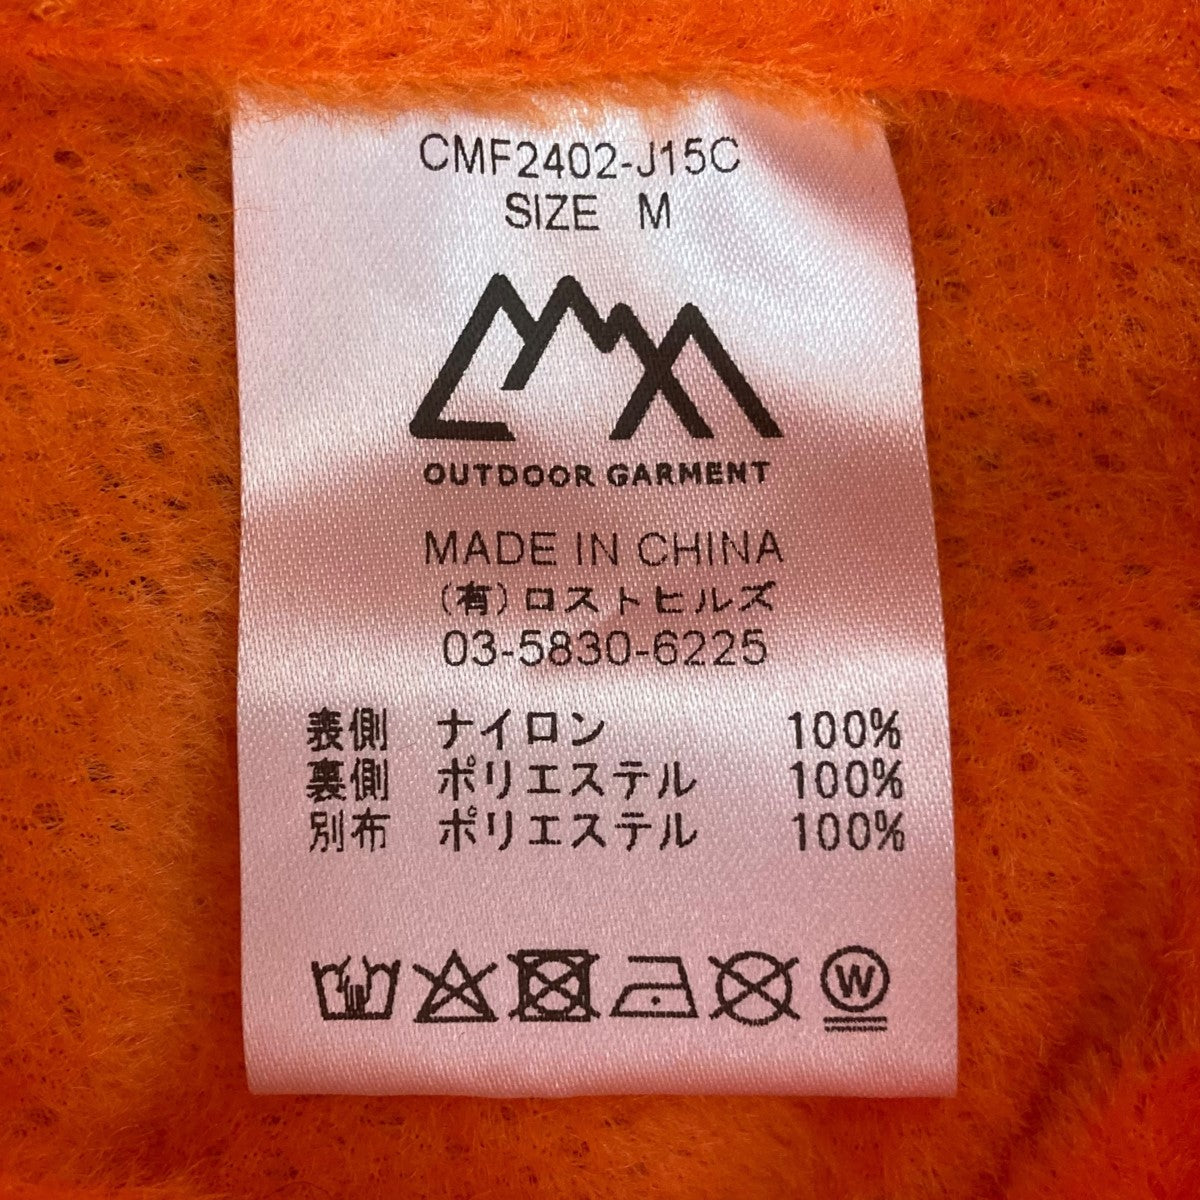 CMF2402-J15C
SIZE M
OUTDOOR GARMENT
MADE IN CHINA
(有)ロストヒルズ
03-5830-6225
表側 ナイロン 100%
裏側 ポリエステル 100%
別布 ポリエステル 100%
W